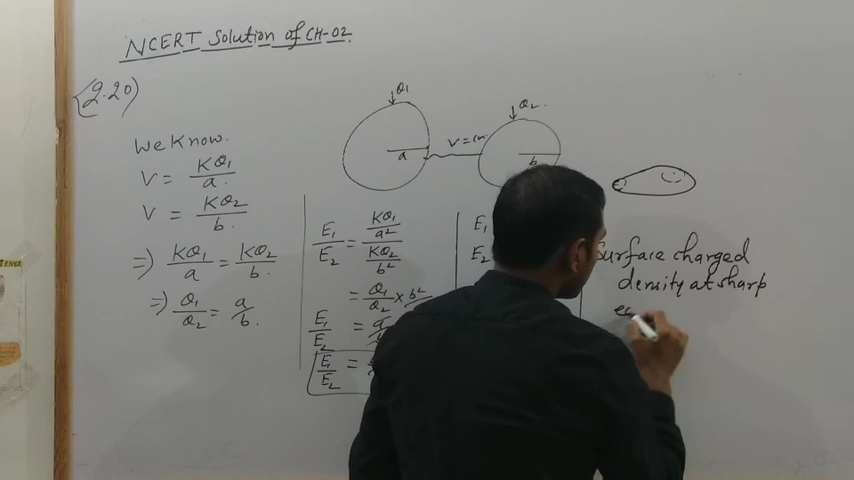 NCERT Solution of CH-02
(2.20)
Q1
Q2
V = Con
a
b
We Know.
V = KQ1/a
V = KQ2/b
=> KQ1/a = KQ2/b
=> Q1/Q2 = a/b
E1/E2 = (KQ1/a²)/(KQ2/b²)
= Q1/Q2 × b²
E1/E2 =
E1/E2 =
E1
E2
Surface charged
density at sharp